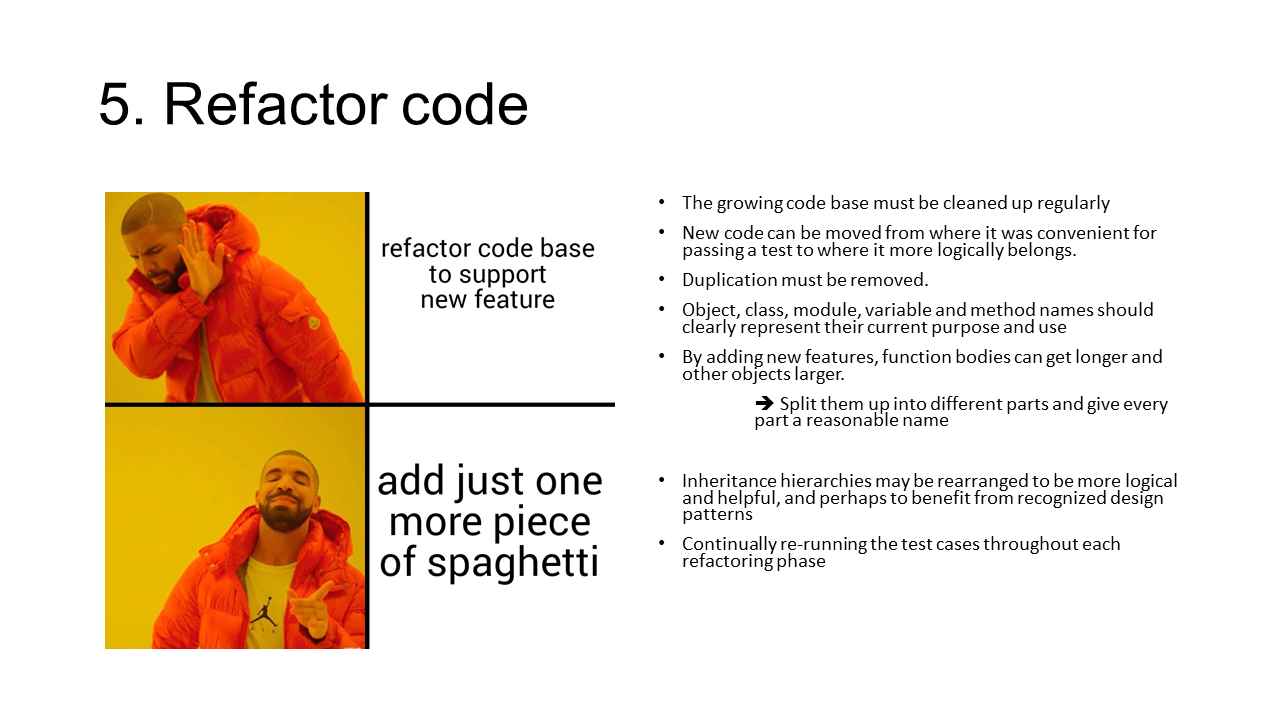 5. Refactor code
refactor code base
to support
new feature
add just one
more piece
of spaghetti
• The growing code base must be cleaned up regularly
• New code can be moved from where it was convenient for
passing a test to where it more logically belongs.
• Duplication must be removed.
• Object, class, module, variable and method names should
clearly represent their current purpose and use
• By adding new features, function bodies can get longer and
other objects larger.
➔ Split them up into different parts and give every
part a reasonable name
• Inheritance hierarchies may be rearranged to be more logical
and helpful, and perhaps to benefit from recognized design
patterns
• Continually re-running the test cases throughout each
refactoring phase